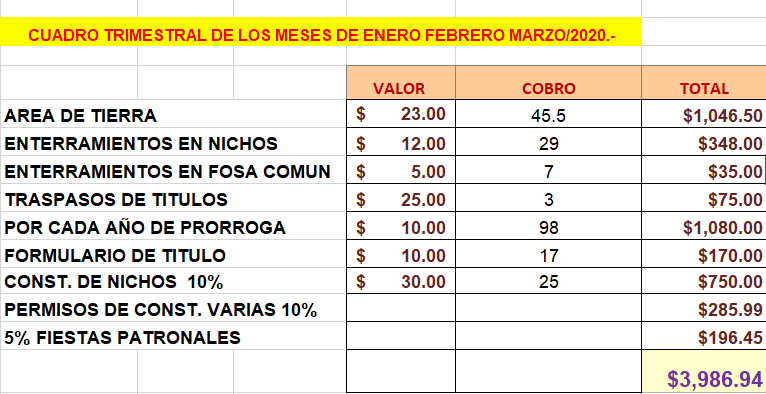 CUADRO TRIMESTRAL DE LOS MESES DE ENERO FEBRERO MARZO/2020.-
VALOR COBRO TOTAL
AREA DE TIERRA $ 23.00 45.5 $1,046.50
ENTERRAMIENTOS EN NICHOS $ 12.00 29 $348.00
ENTERRAMIENTOS EN FOSA COMUN $ 5.00 7 $35.00
TRASPASOS DE TITULOS $ 25.00 3 $75.00
POR CADA AÑO DE PRORROGA $ 10.00 98 $1,080.00
FORMULARIO DE TITULO $ 10.00 17 $170.00
CONST. DE NICHOS 10% $ 30.00 25 $750.00
PERMISOS DE CONST. VARIAS 10% $285.99
5% FIESTAS PATRONALES $196.45
$3,986.94